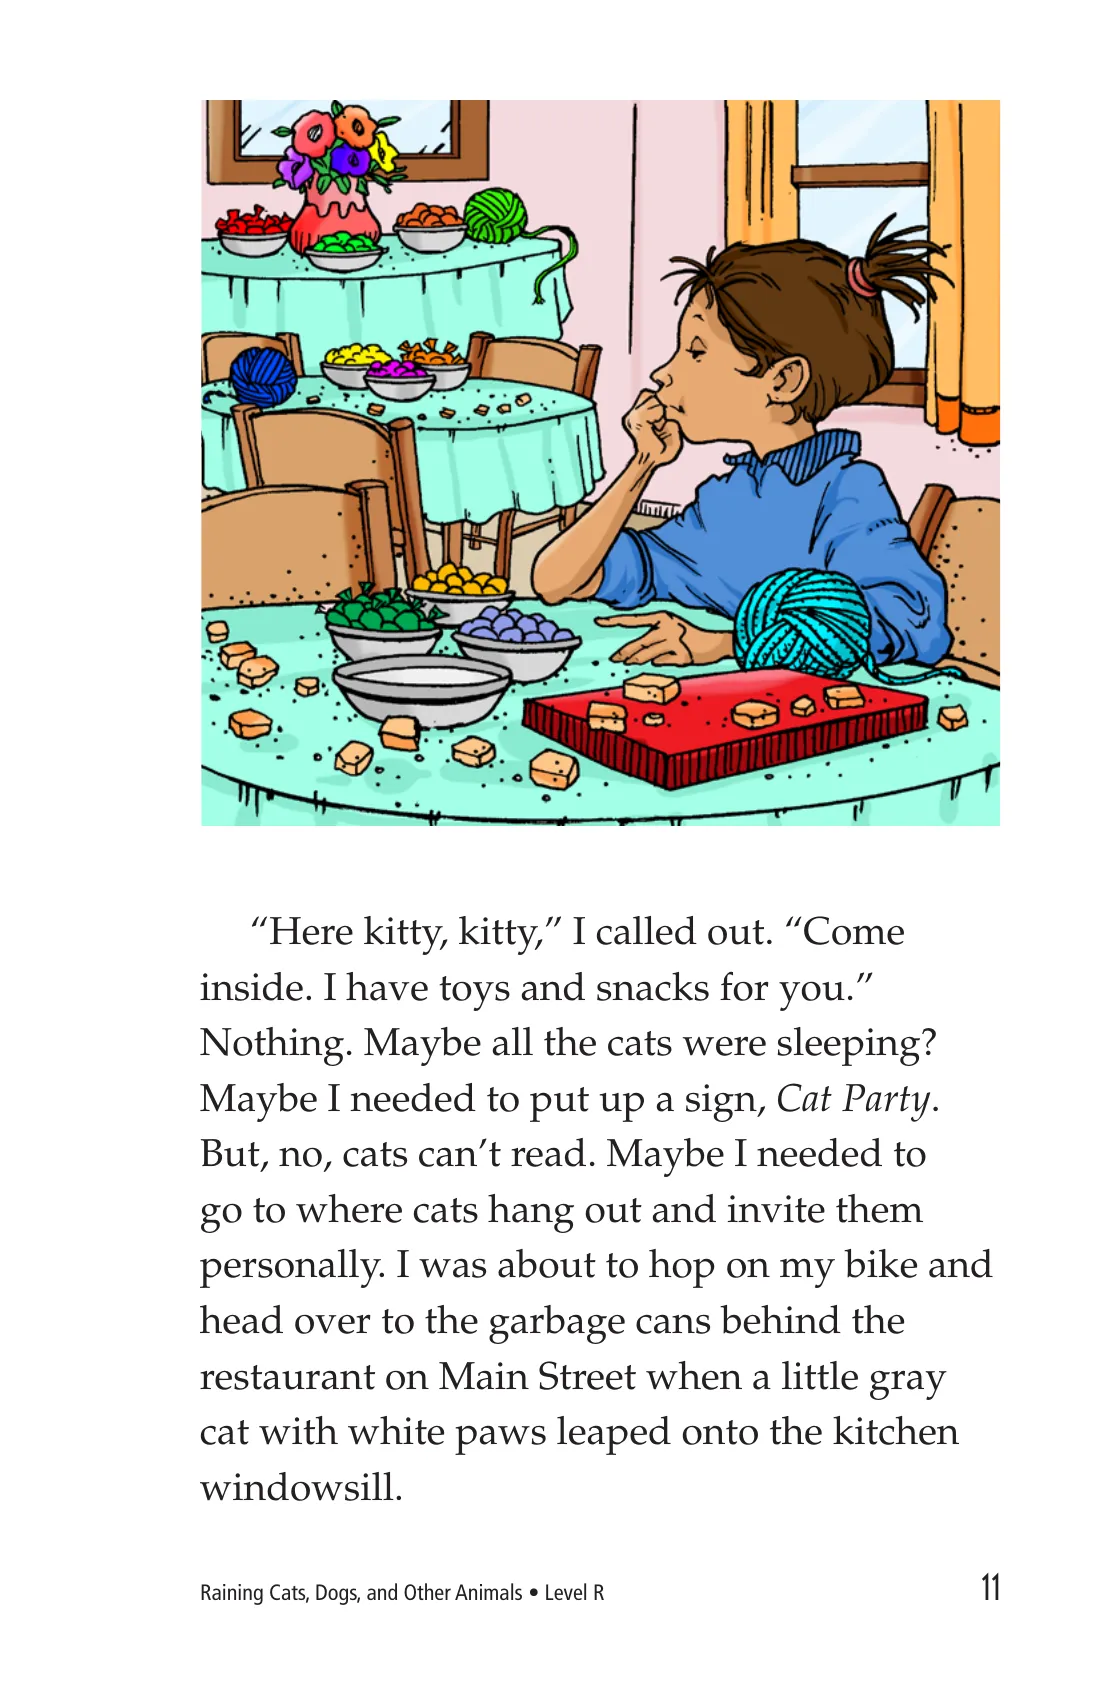 “Here kitty, kitty,” I called out. “Come
inside. I have toys and snacks for you.”
Nothing. Maybe all the cats were sleeping?
Maybe I needed to put up a sign, Cat Party.
But, no, cats can’t read. Maybe I needed to
go to where cats hang out and invite them
personally. I was about to hop on my bike and
head over to the garbage cans behind the
restaurant on Main Street when a little gray
cat with white paws leaped onto the kitchen
windowsill.
Raining Cats, Dogs, and Other Animals • Level R 11